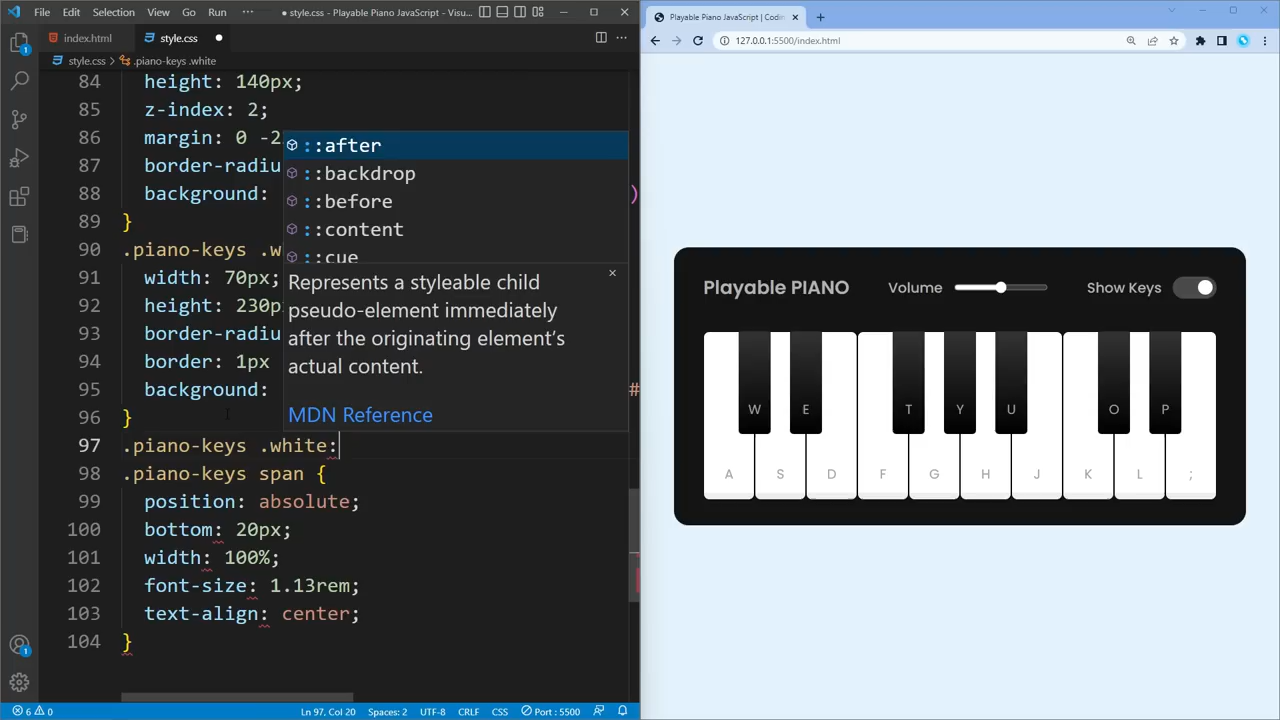 File Edit Selection View Go Run ··· ● style.css - Playable Piano JavaScript - Visu...
index.html style.css ●
style.css > .piano-keys .white
84 height: 140px;
85 z-index: 2;
86 margin: 0 -2
87 border-radiu
88 background: )
89 }
90 .piano-keys .w
91 width: 70px;
92 height: 230p
93 border-radiu
94 border: 1px
95 background: #
96 }
97 .piano-keys .white:
98 .piano-keys span {
99 position: absolute;
100 bottom: 20px;
101 width: 100%;
102 font-size: 1.13rem;
103 text-align: center;
104 }
::after
::backdrop
::before
::content
::cue
Represents a styleable child
pseudo-element immediately
after the originating element’s
actual content.
MDN Reference
6 0 Ln 97, Col 20 Spaces: 2 UTF-8 CRLF CSS Port : 5500
1
1
Playable Piano JavaScript | Codin
127.0.0.1:5500/index.html
Playable PIANO Volume Show Keys
W E T Y U O P
A S D F G H J K L ;